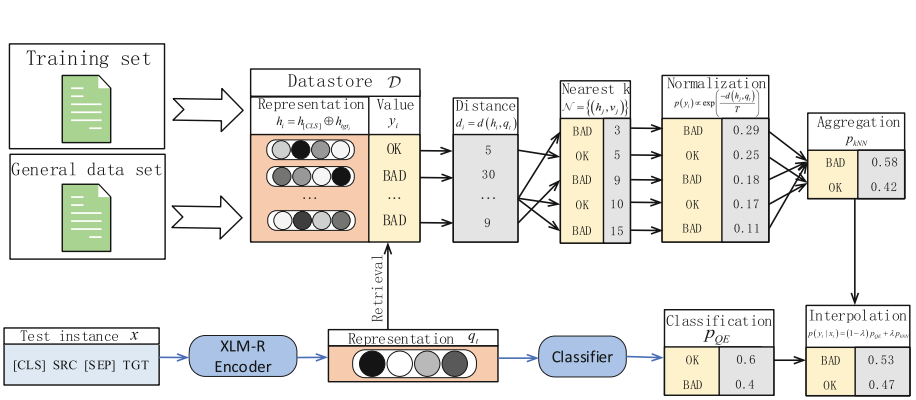 Training set
General data set
Datastore 𝒟
Representation
h_i = h_[CLS] ⊕ h_tgt_i
Value
y_i
OK
BAD
...
...
BAD
Distance
d_i = d(h_i, q_t)
5
30
...
9
Nearest k
𝒩 = {(h_j, v_j)}
BAD 3
OK 5
BAD 9
OK 10
BAD 15
Normalization
p(y_i) ∝ exp(-d(h_j, q_t) / T)
BAD 0.29
OK 0.25
BAD 0.18
OK 0.17
BAD 0.11
Aggregation
p_kNN
BAD 0.58
OK 0.42
Retrieval
Test instance x
[CLS] SRC [SEP] TGT
XLM-R
Encoder
Representation q_t
Classifier
Classification
p_QE
OK 0.6
BAD 0.4
Interpolation
p(y_t | x_t) = (1-λ) p_QE + λ p_kNN
BAD 0.53
OK 0.47